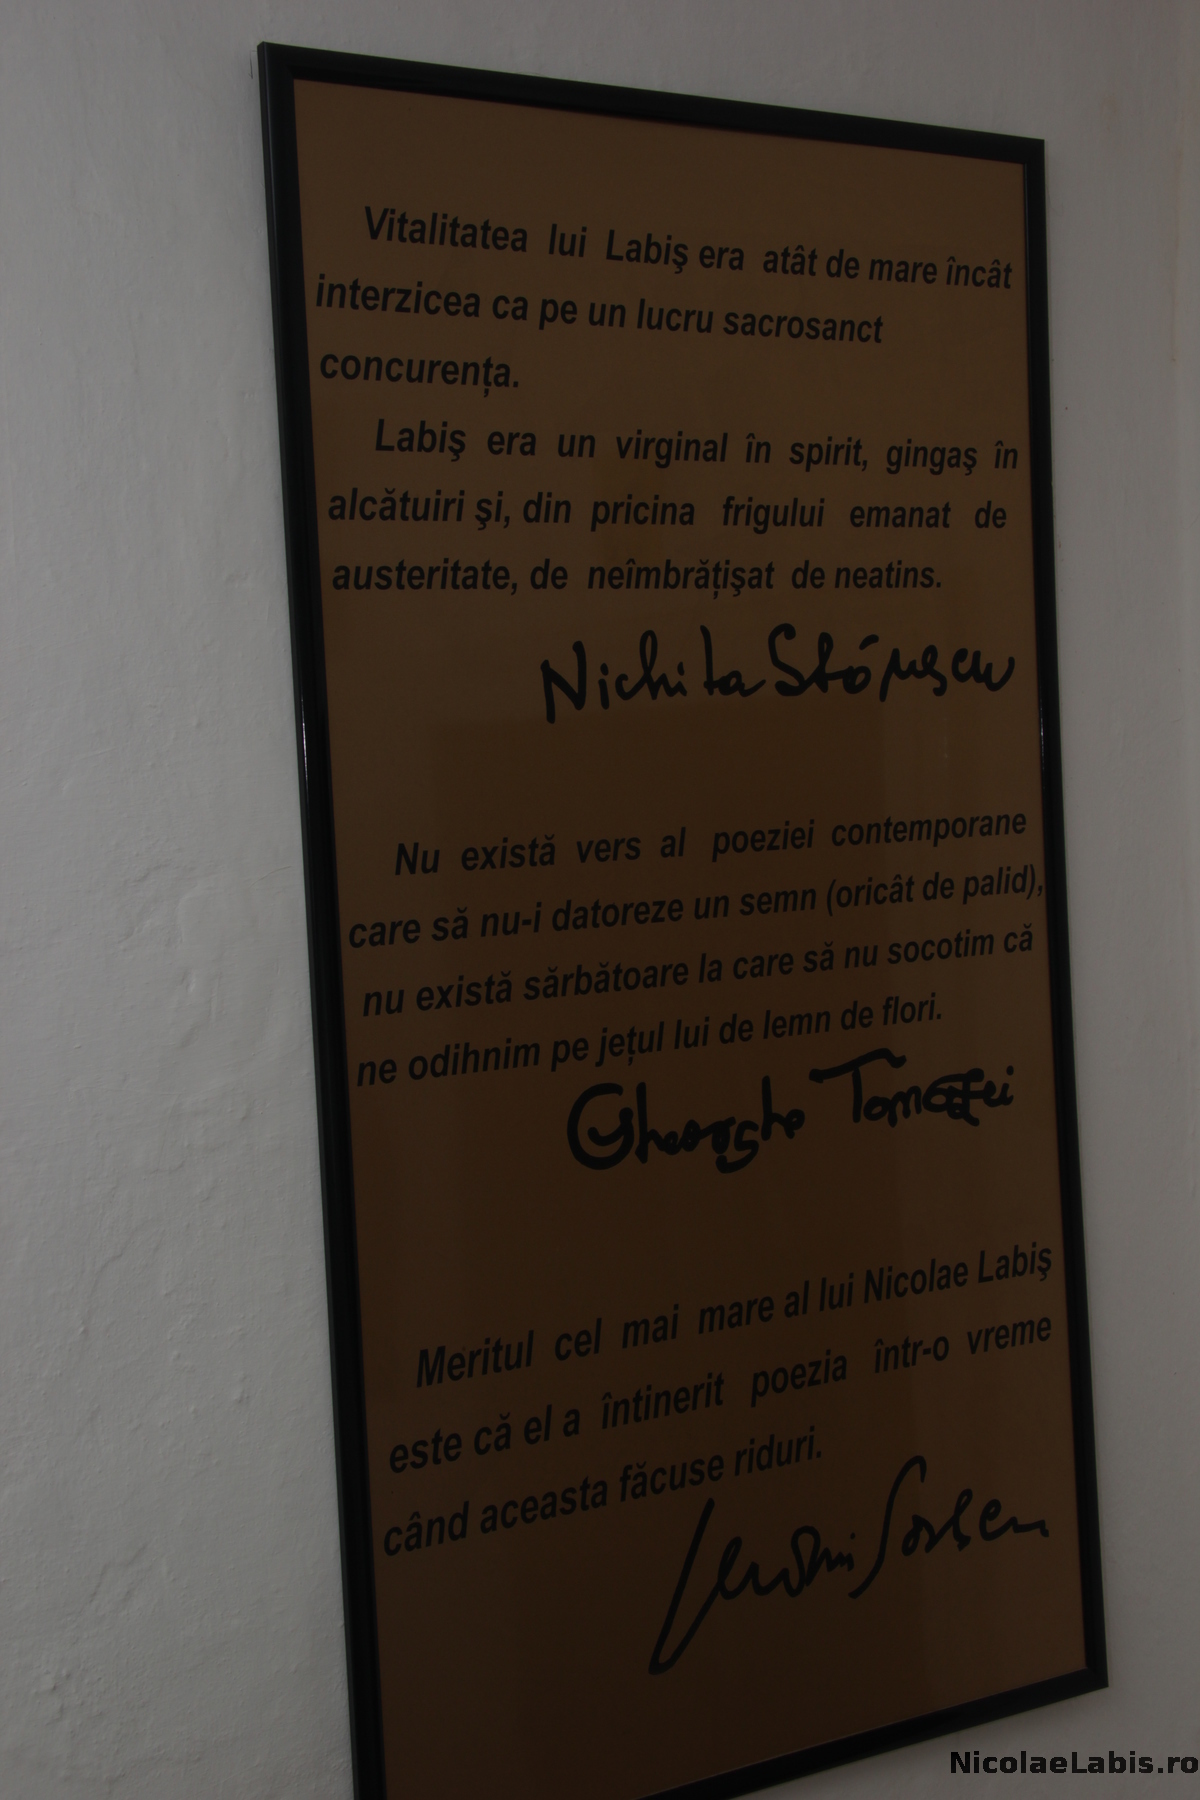 Vitalitatea lui Labiş era atât de mare încât
interzicea ca pe un lucru sacrosanct
concurența.
Labiş era un virginal în spirit, gingaş în
alcătuiri şi, din pricina frigului emanat de
austeritate, de neîmbrățişat de neatins.
Nichita Stănescu
Nu există vers al poeziei contemporane
care să nu-i datoreze un semn (oricât de palid),
nu există sărbătoare la care să nu socotim că
ne odihnim pe jețul lui de lemn de flori.
Gheorghe Tomozei
Meritul cel mai mare al lui Nicolae Labiş
este că el a întinerit poezia într-o vreme
când aceasta făcuse riduri.
NicolaeLabis.ro